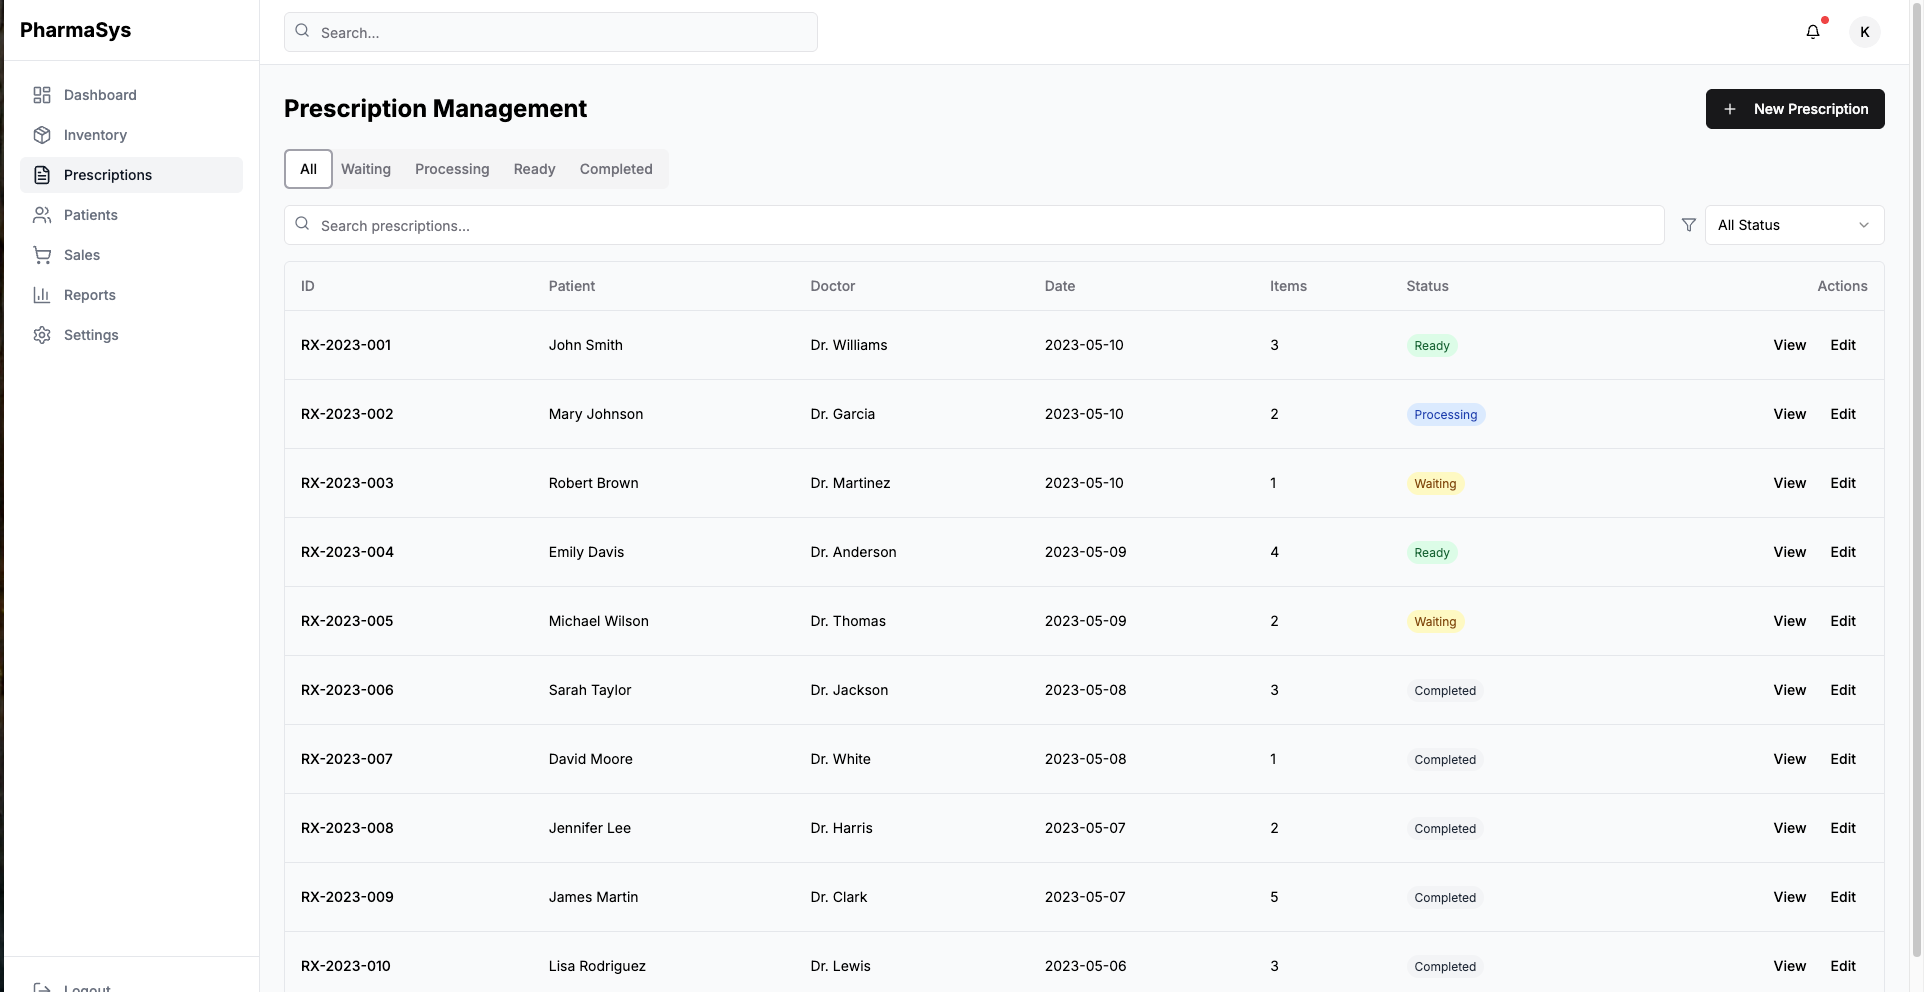 PharmaSys
Search...
K
Dashboard
Inventory
Prescriptions
Patients
Sales
Reports
Settings
Logout
Prescription Management
+ New Prescription
All Waiting Processing Ready Completed
Search prescriptions...
All Status
ID Patient Doctor Date Items Status Actions
RX-2023-001 John Smith Dr. Williams 2023-05-10 3 Ready View Edit
RX-2023-002 Mary Johnson Dr. Garcia 2023-05-10 2 Processing View Edit
RX-2023-003 Robert Brown Dr. Martinez 2023-05-10 1 Waiting View Edit
RX-2023-004 Emily Davis Dr. Anderson 2023-05-09 4 Ready View Edit
RX-2023-005 Michael Wilson Dr. Thomas 2023-05-09 2 Waiting View Edit
RX-2023-006 Sarah Taylor Dr. Jackson 2023-05-08 3 Completed View Edit
RX-2023-007 David Moore Dr. White 2023-05-08 1 Completed View Edit
RX-2023-008 Jennifer Lee Dr. Harris 2023-05-07 2 Completed View Edit
RX-2023-009 James Martin Dr. Clark 2023-05-07 5 Completed View Edit
RX-2023-010 Lisa Rodriguez Dr. Lewis 2023-05-06 3 Completed View Edit